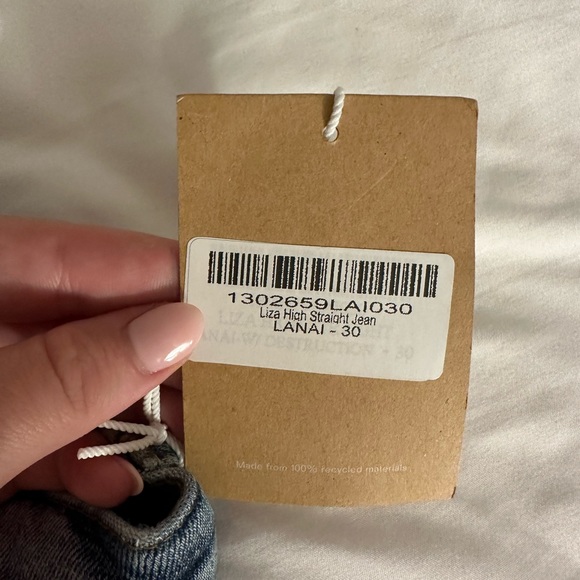 1302659LAI030
Liza High Straight Jean
LANAI - 30
Made from 100% recycled materials